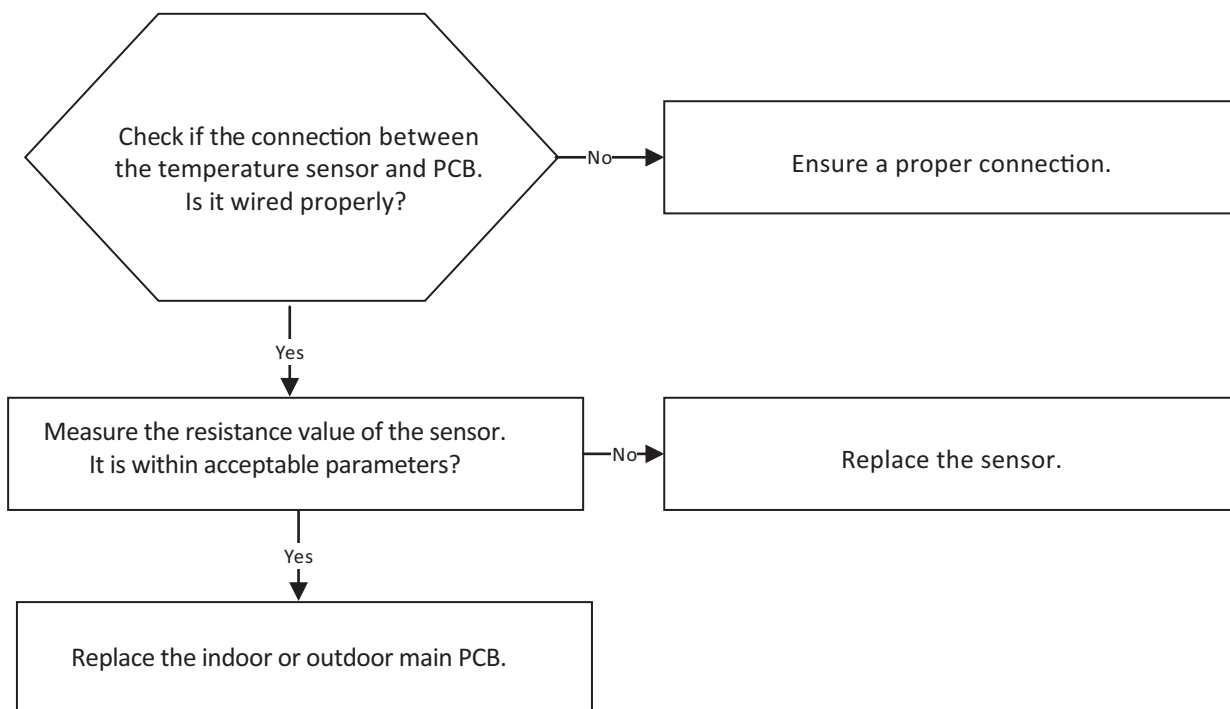 Check if the connection between
the temperature sensor and PCB.
Is it wired properly?
No
Ensure a proper connection.
Yes
Measure the resistance value of the sensor.
It is within acceptable parameters?
No
Replace the sensor.
Yes
Replace the indoor or outdoor main PCB.